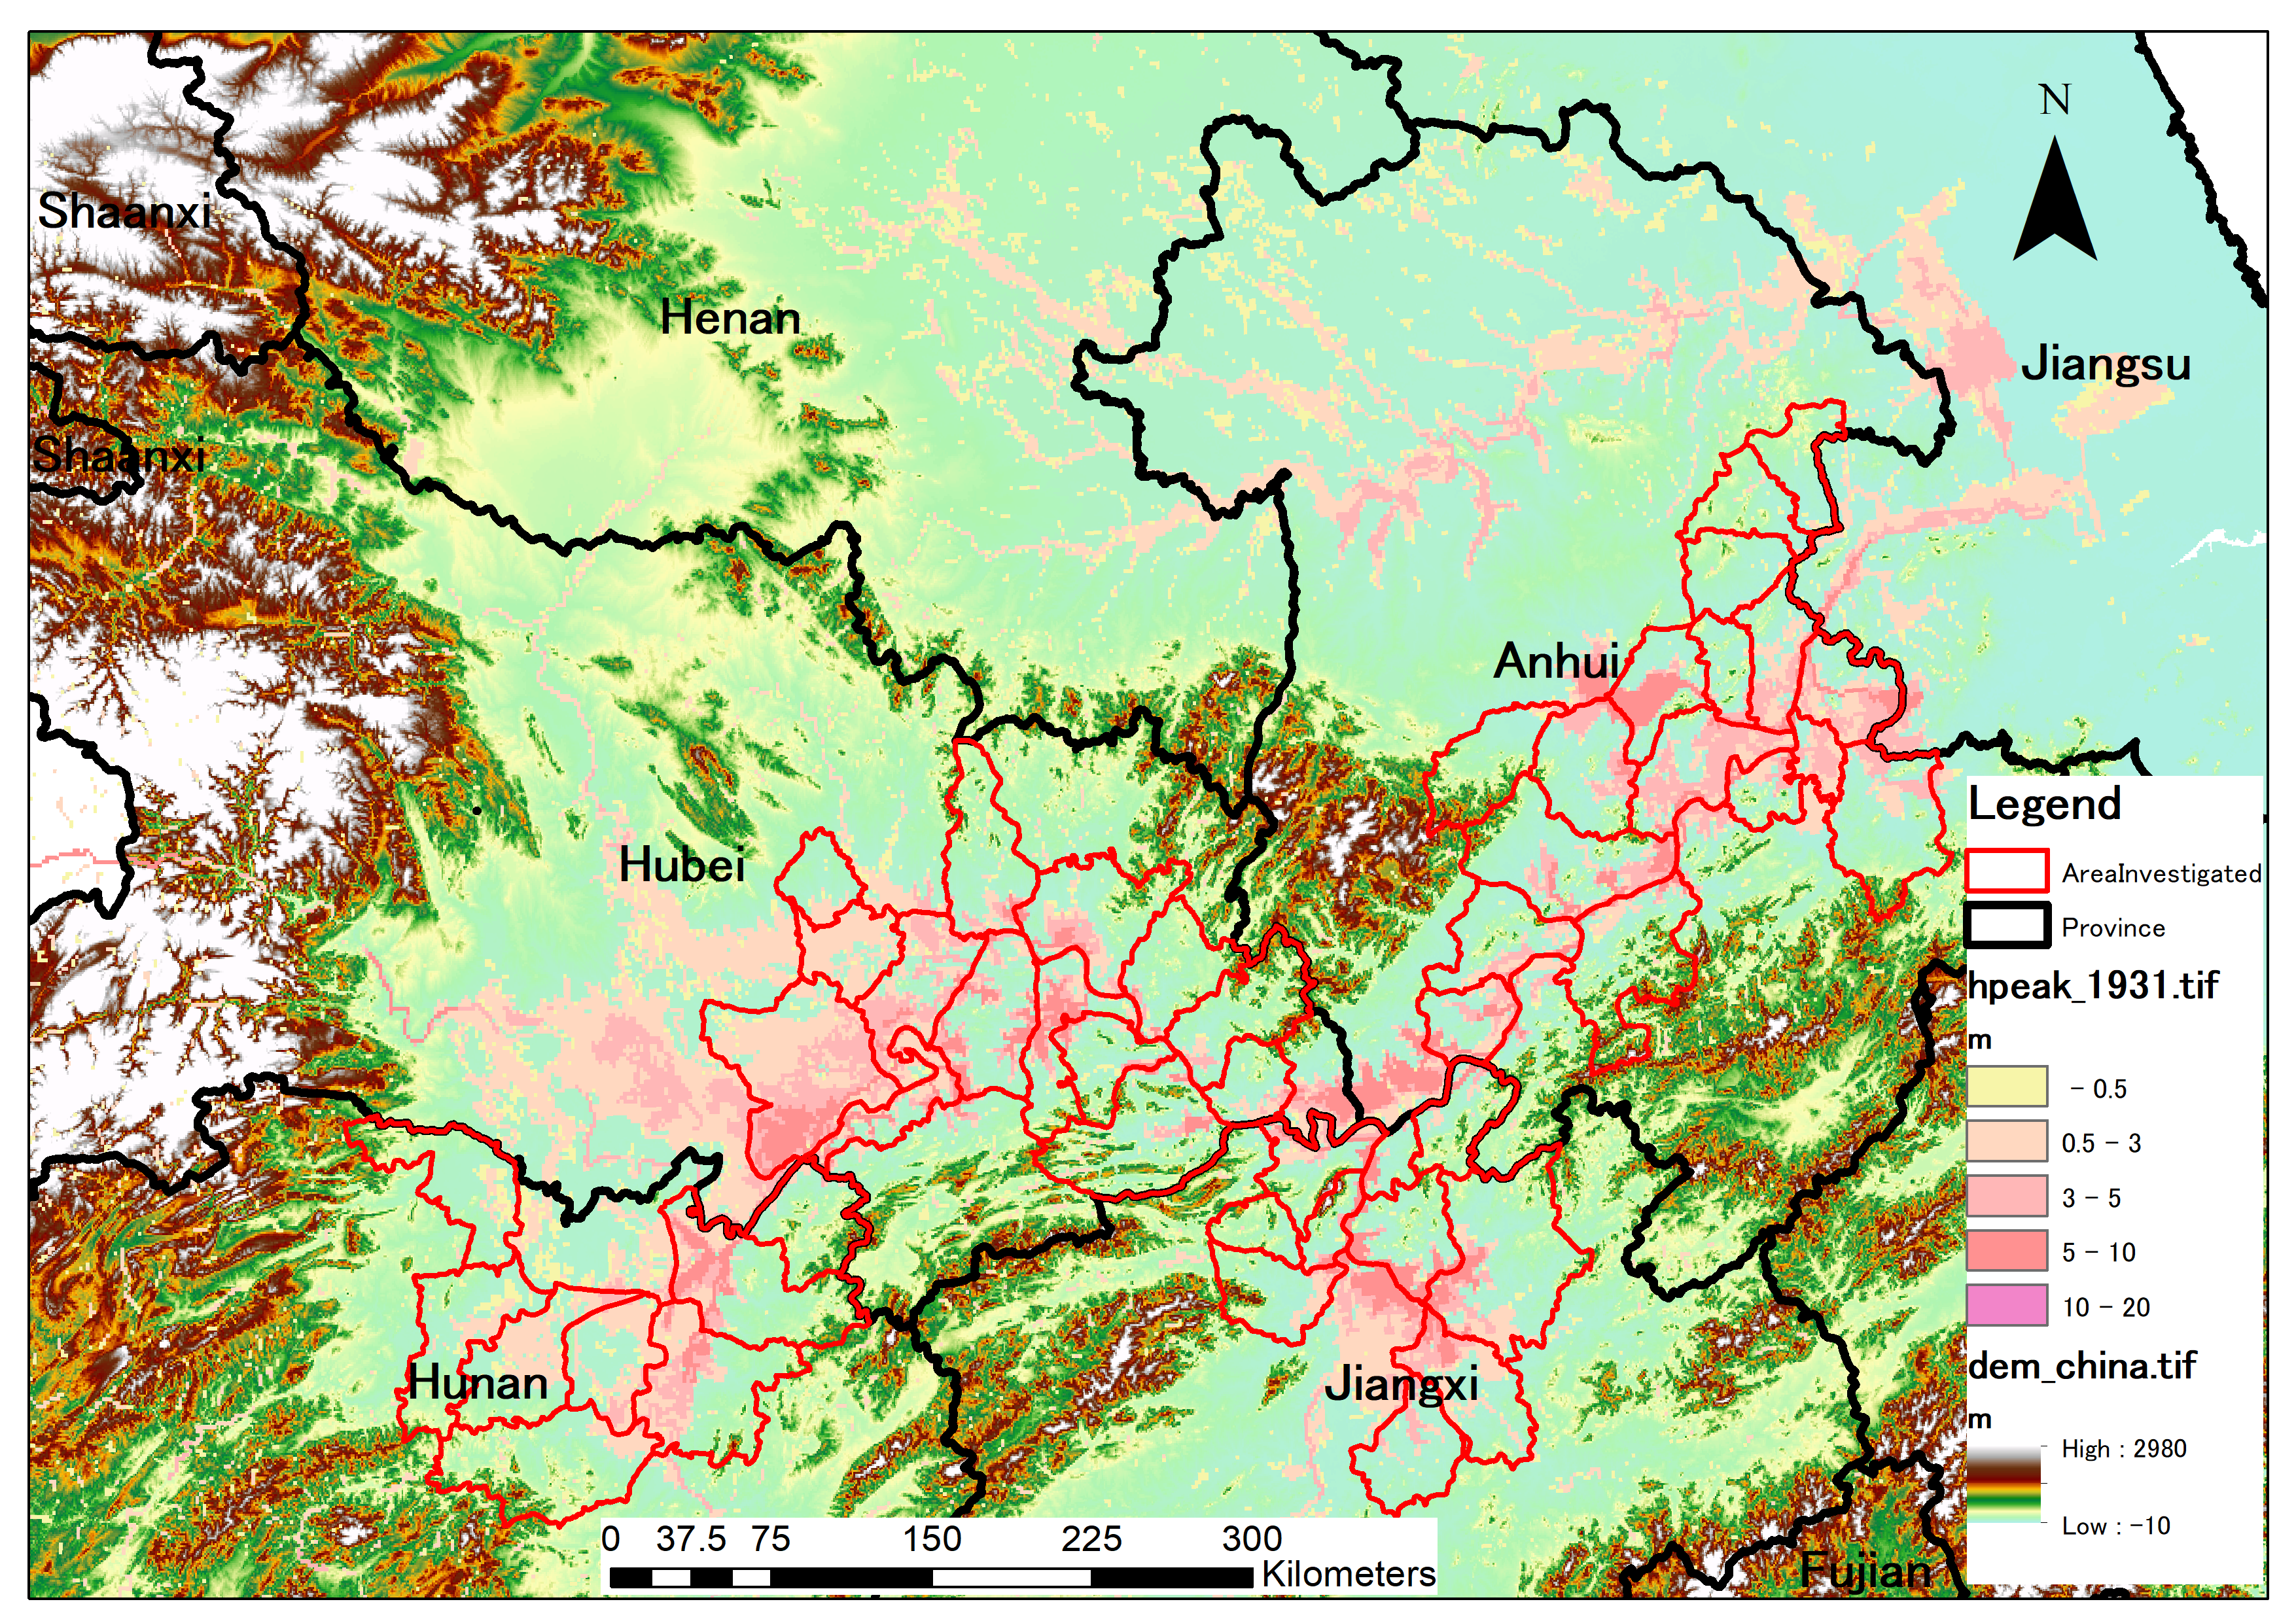 N
Shaanxi
Henan
Jiangsu
Shaanxi
Anhui
Hubei
Legend
AreaInvestigated
Province
hpeak_1931.tif
m
- 0.5
0.5 - 3
3 - 5
5 - 10
10 - 20
dem_china.tif
m
High : 2980
Low : -10
Hunan
Jiangxi
Fujian
0 37.5 75 150 225 300
Kilometers